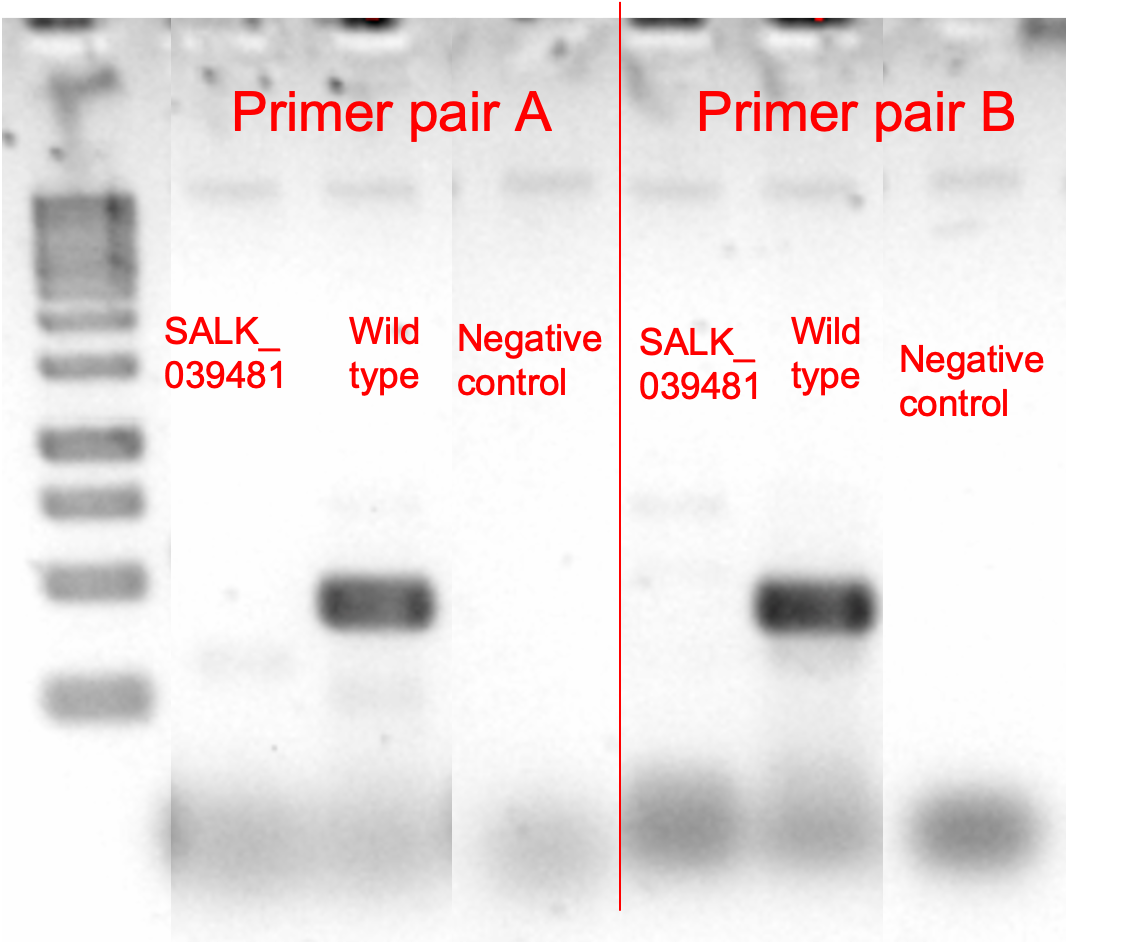 Primer pair A
Primer pair B
SALK_
039481
Wild
type
Negative
control
SALK_
039481
Wild
type
Negative
control